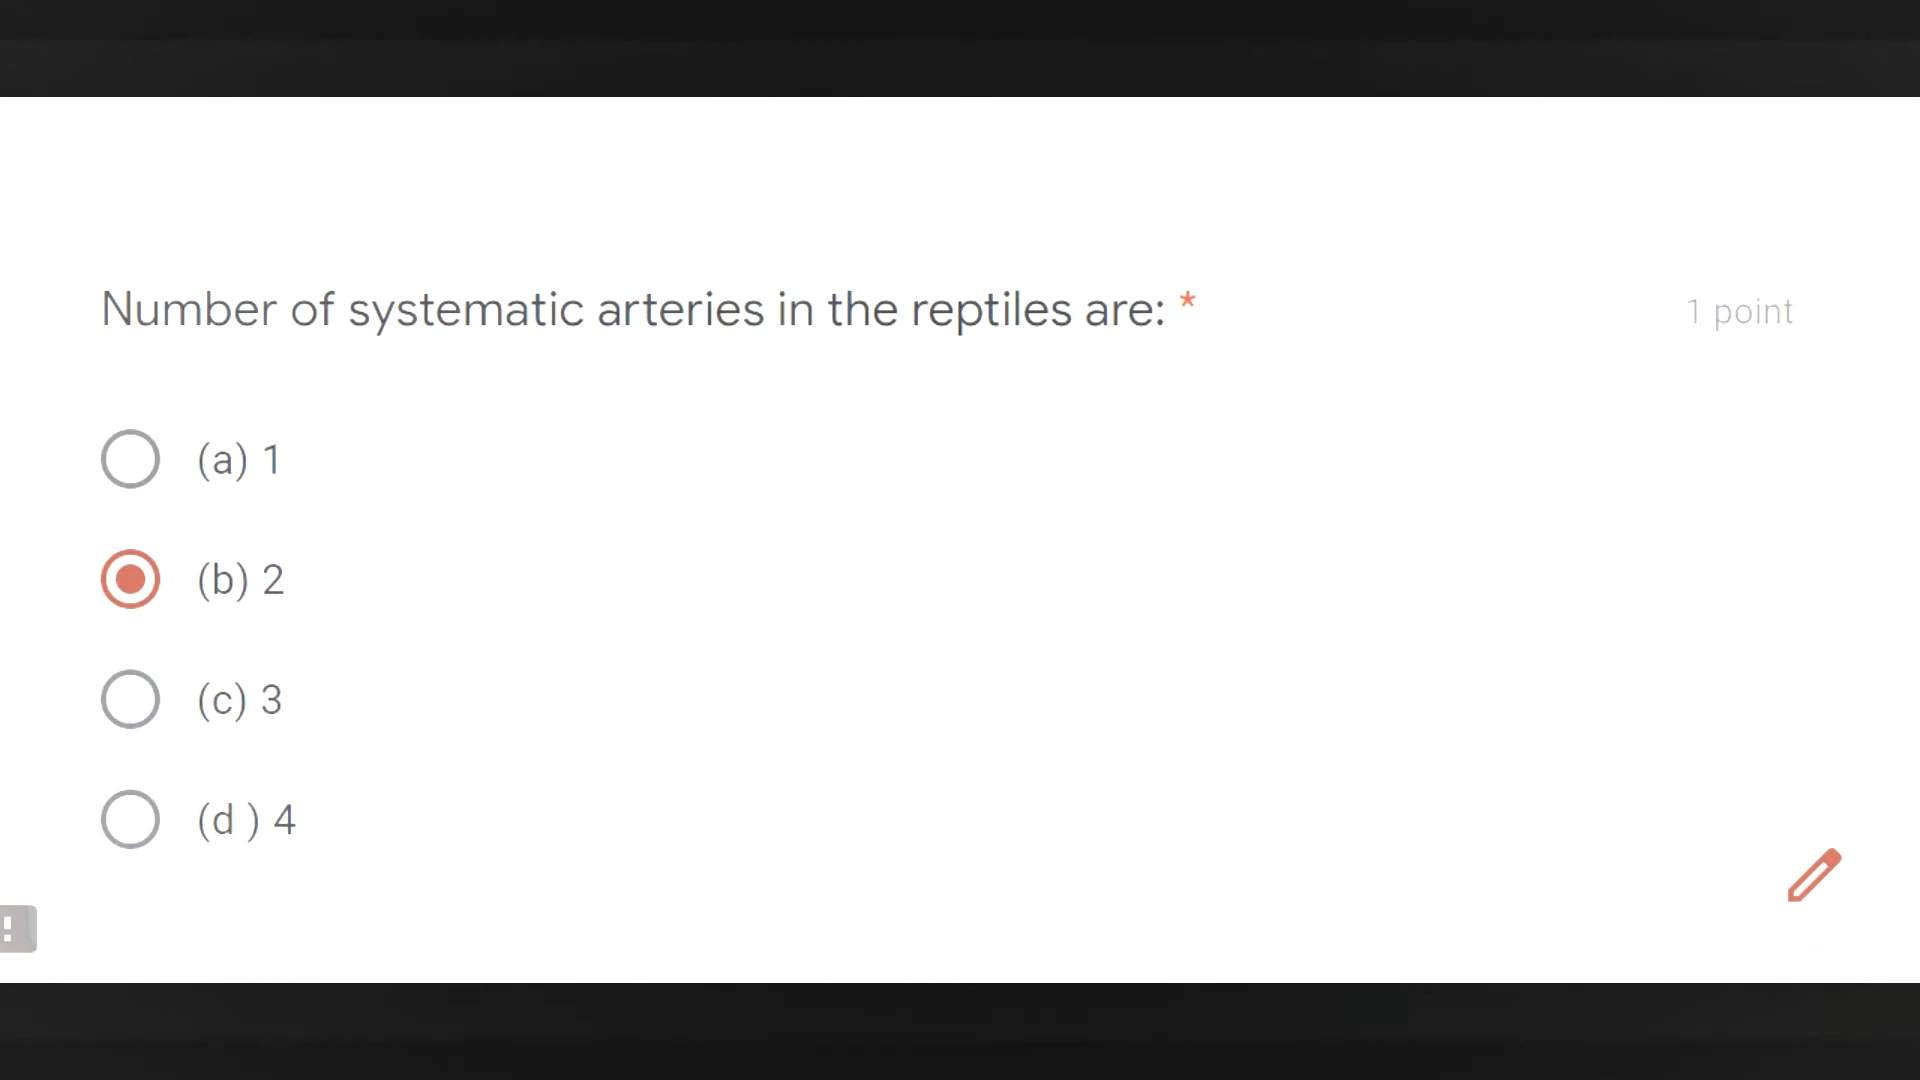 Number of systematic arteries in the reptiles are: *
1 point
(a) 1
(b) 2
(c) 3
(d ) 4